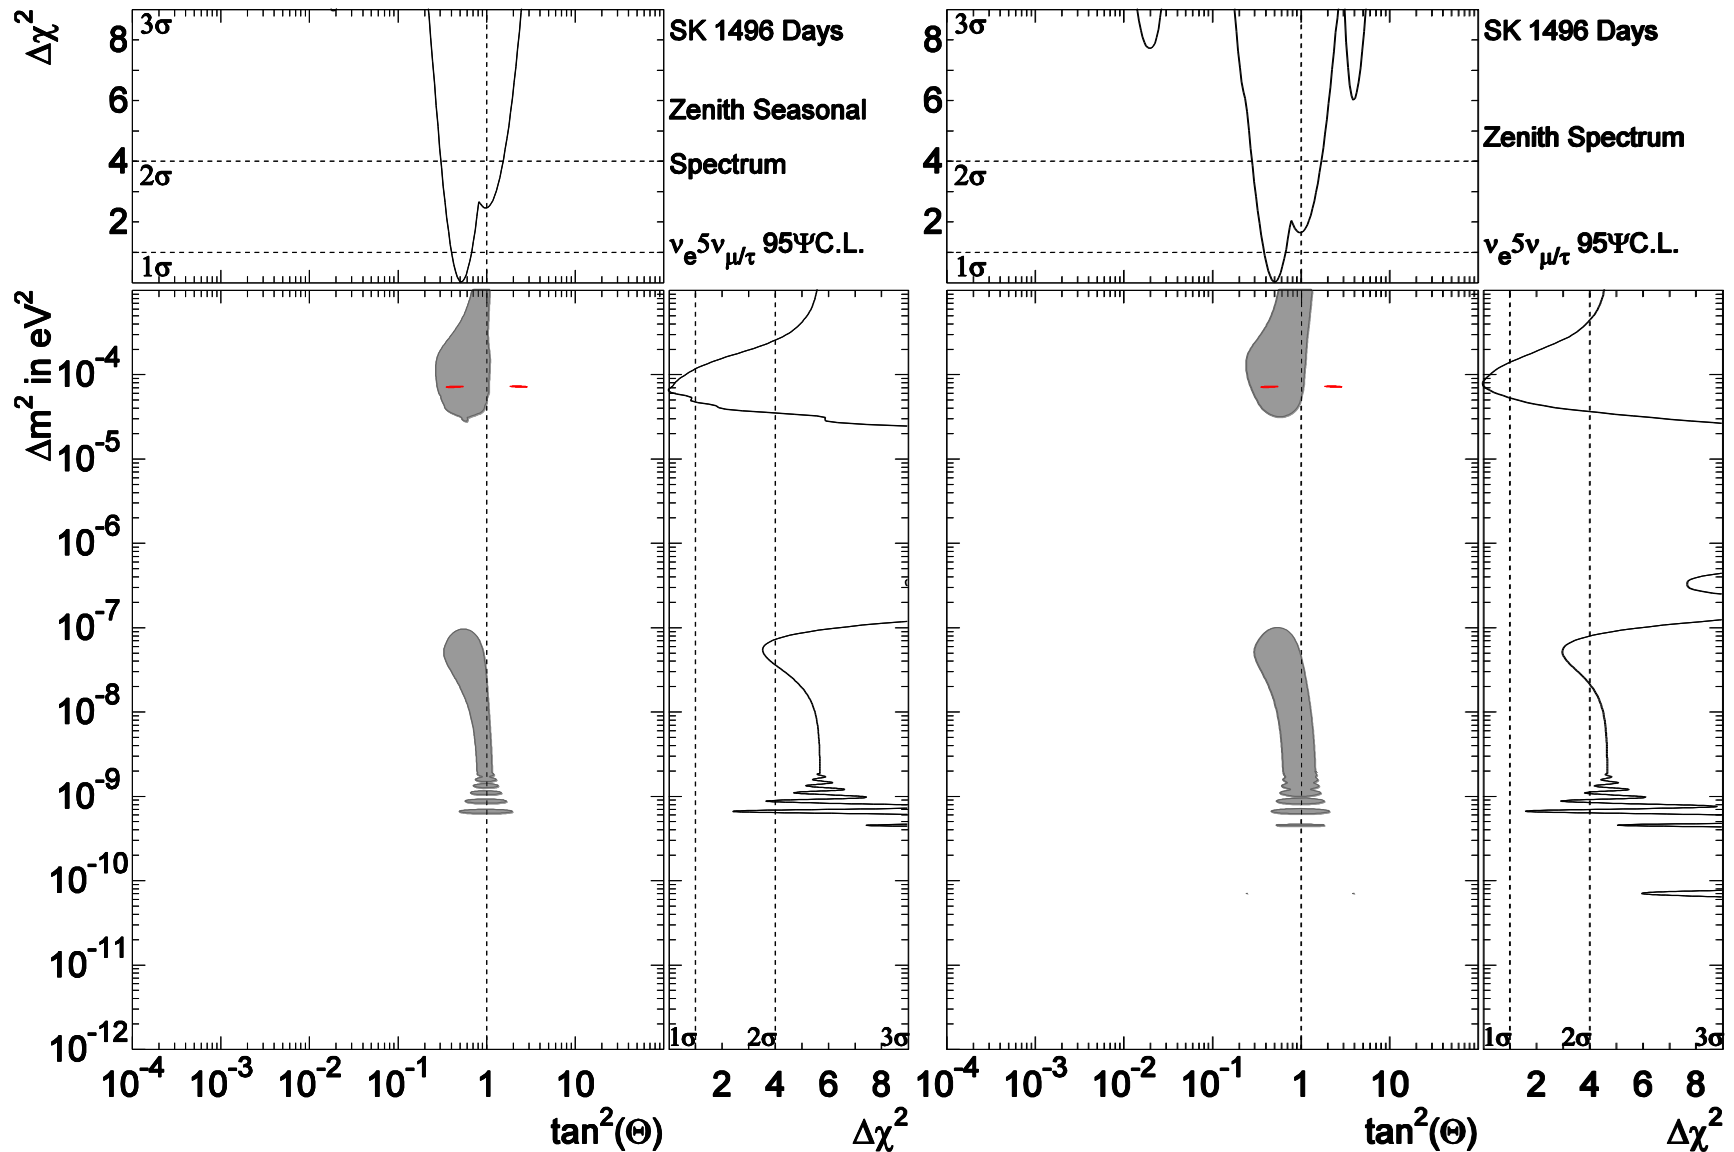 Δχ²
3σ
8
6
4
2σ
2
1σ
SK 1496 Days
Zenith Seasonal
Spectrum
νₑ5ν_μ/τ 95ΨC.L.
3σ
8
6
4
2σ
2
1σ
SK 1496 Days
Zenith Spectrum
νₑ5ν_μ/τ 95ΨC.L.
Δm² in eV²
10⁻⁴
10⁻⁵
10⁻⁶
10⁻⁷
10⁻⁸
10⁻⁹
10⁻¹⁰
10⁻¹¹
10⁻¹²
1σ 2σ 3σ
1σ 2σ 3σ
10⁻⁴ 10⁻³ 10⁻² 10⁻¹ 1 10
2 4 6 8
10⁻⁴ 10⁻³ 10⁻² 10⁻¹ 1 10
2 4 6 8
tan²(Θ)
Δχ²
tan²(Θ)
Δχ²